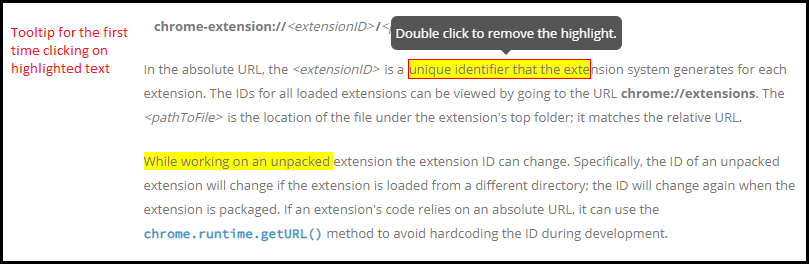 Tooltip for the first
time clicking on
highlighted text
chrome-extension://<extensionID>/<
Double click to remove the highlight.
In the absolute URL, the <extensionID> is a unique identifier that the extension system generates for each
extension. The IDs for all loaded extensions can be viewed by going to the URL chrome://extensions. The
<pathToFile> is the location of the file under the extension's top folder; it matches the relative URL.
While working on an unpacked extension the extension ID can change. Specifically, the ID of an unpacked
extension will change if the extension is loaded from a different directory; the ID will change again when the
extension is packaged. If an extension's code relies on an absolute URL, it can use the
chrome.runtime.getURL() method to avoid hardcoding the ID during development.